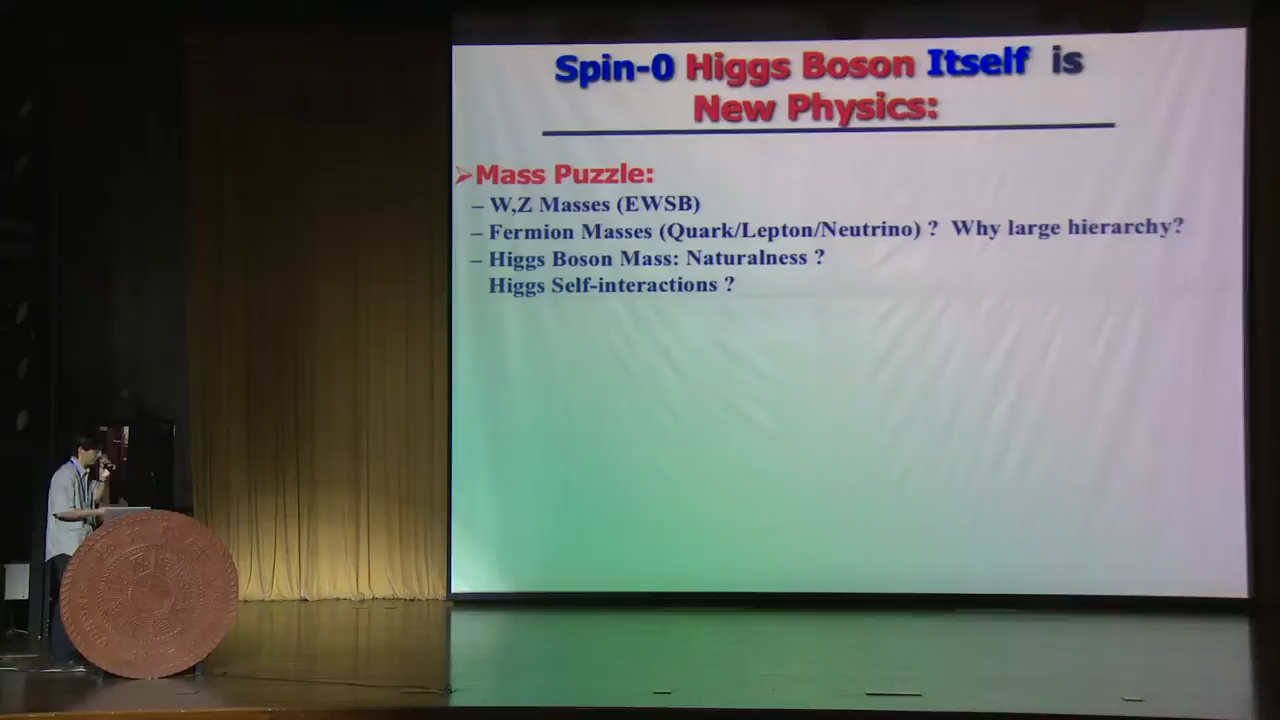 Spin-0 Higgs Boson Itself is
New Physics:
➢Mass Puzzle:
– W,Z Masses (EWSB)
– Fermion Masses (Quark/Lepton/Neutrino) ? Why large hierarchy?
– Higgs Boson Mass: Naturalness ?
Higgs Self-interactions ?